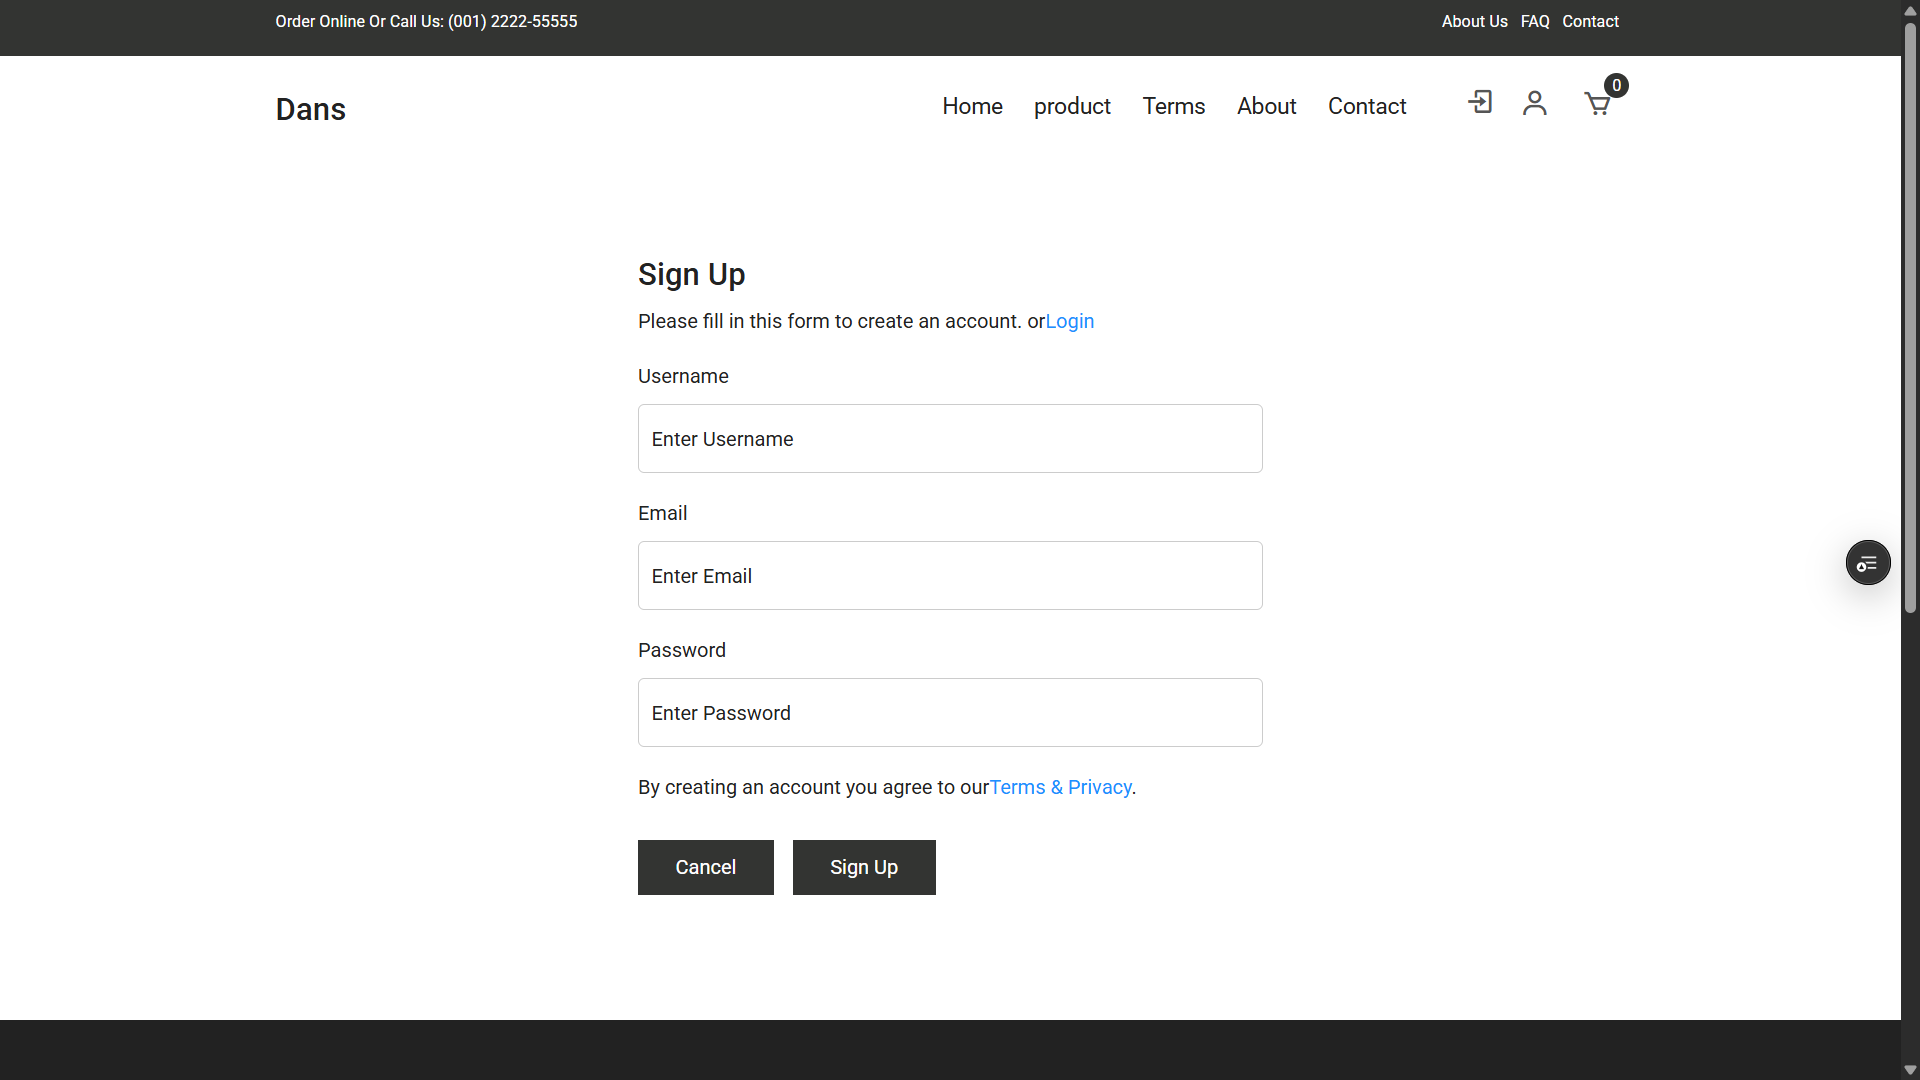 Order Online Or Call Us: (001) 2222-55555
About Us FAQ Contact
0
Dans
Home product Terms About Contact
Sign Up
Please fill in this form to create an account. orLogin
Username
Enter Username
Email
Enter Email
Password
Enter Password
By creating an account you agree to ourTerms & Privacy.
Cancel Sign Up